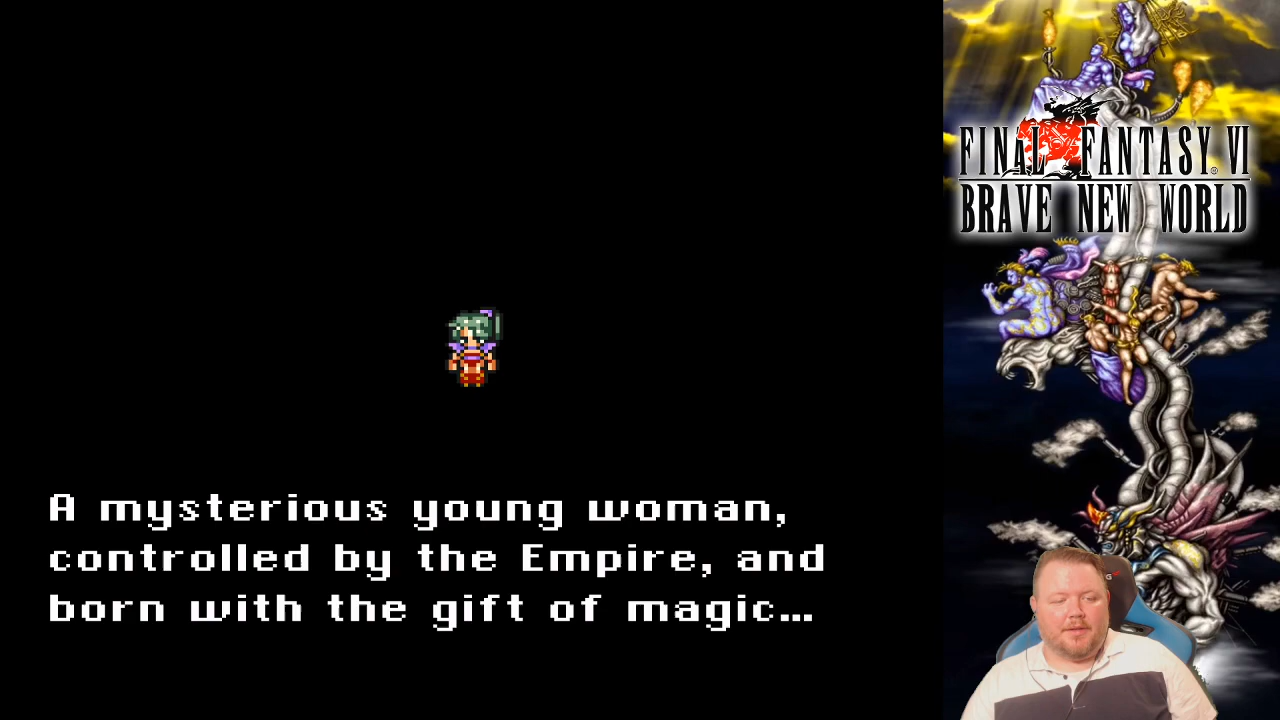 FINAL FANTASY VI
BRAVE NEW WORLD
A mysterious young woman,
controlled by the Empire, and
born with the gift of magic...